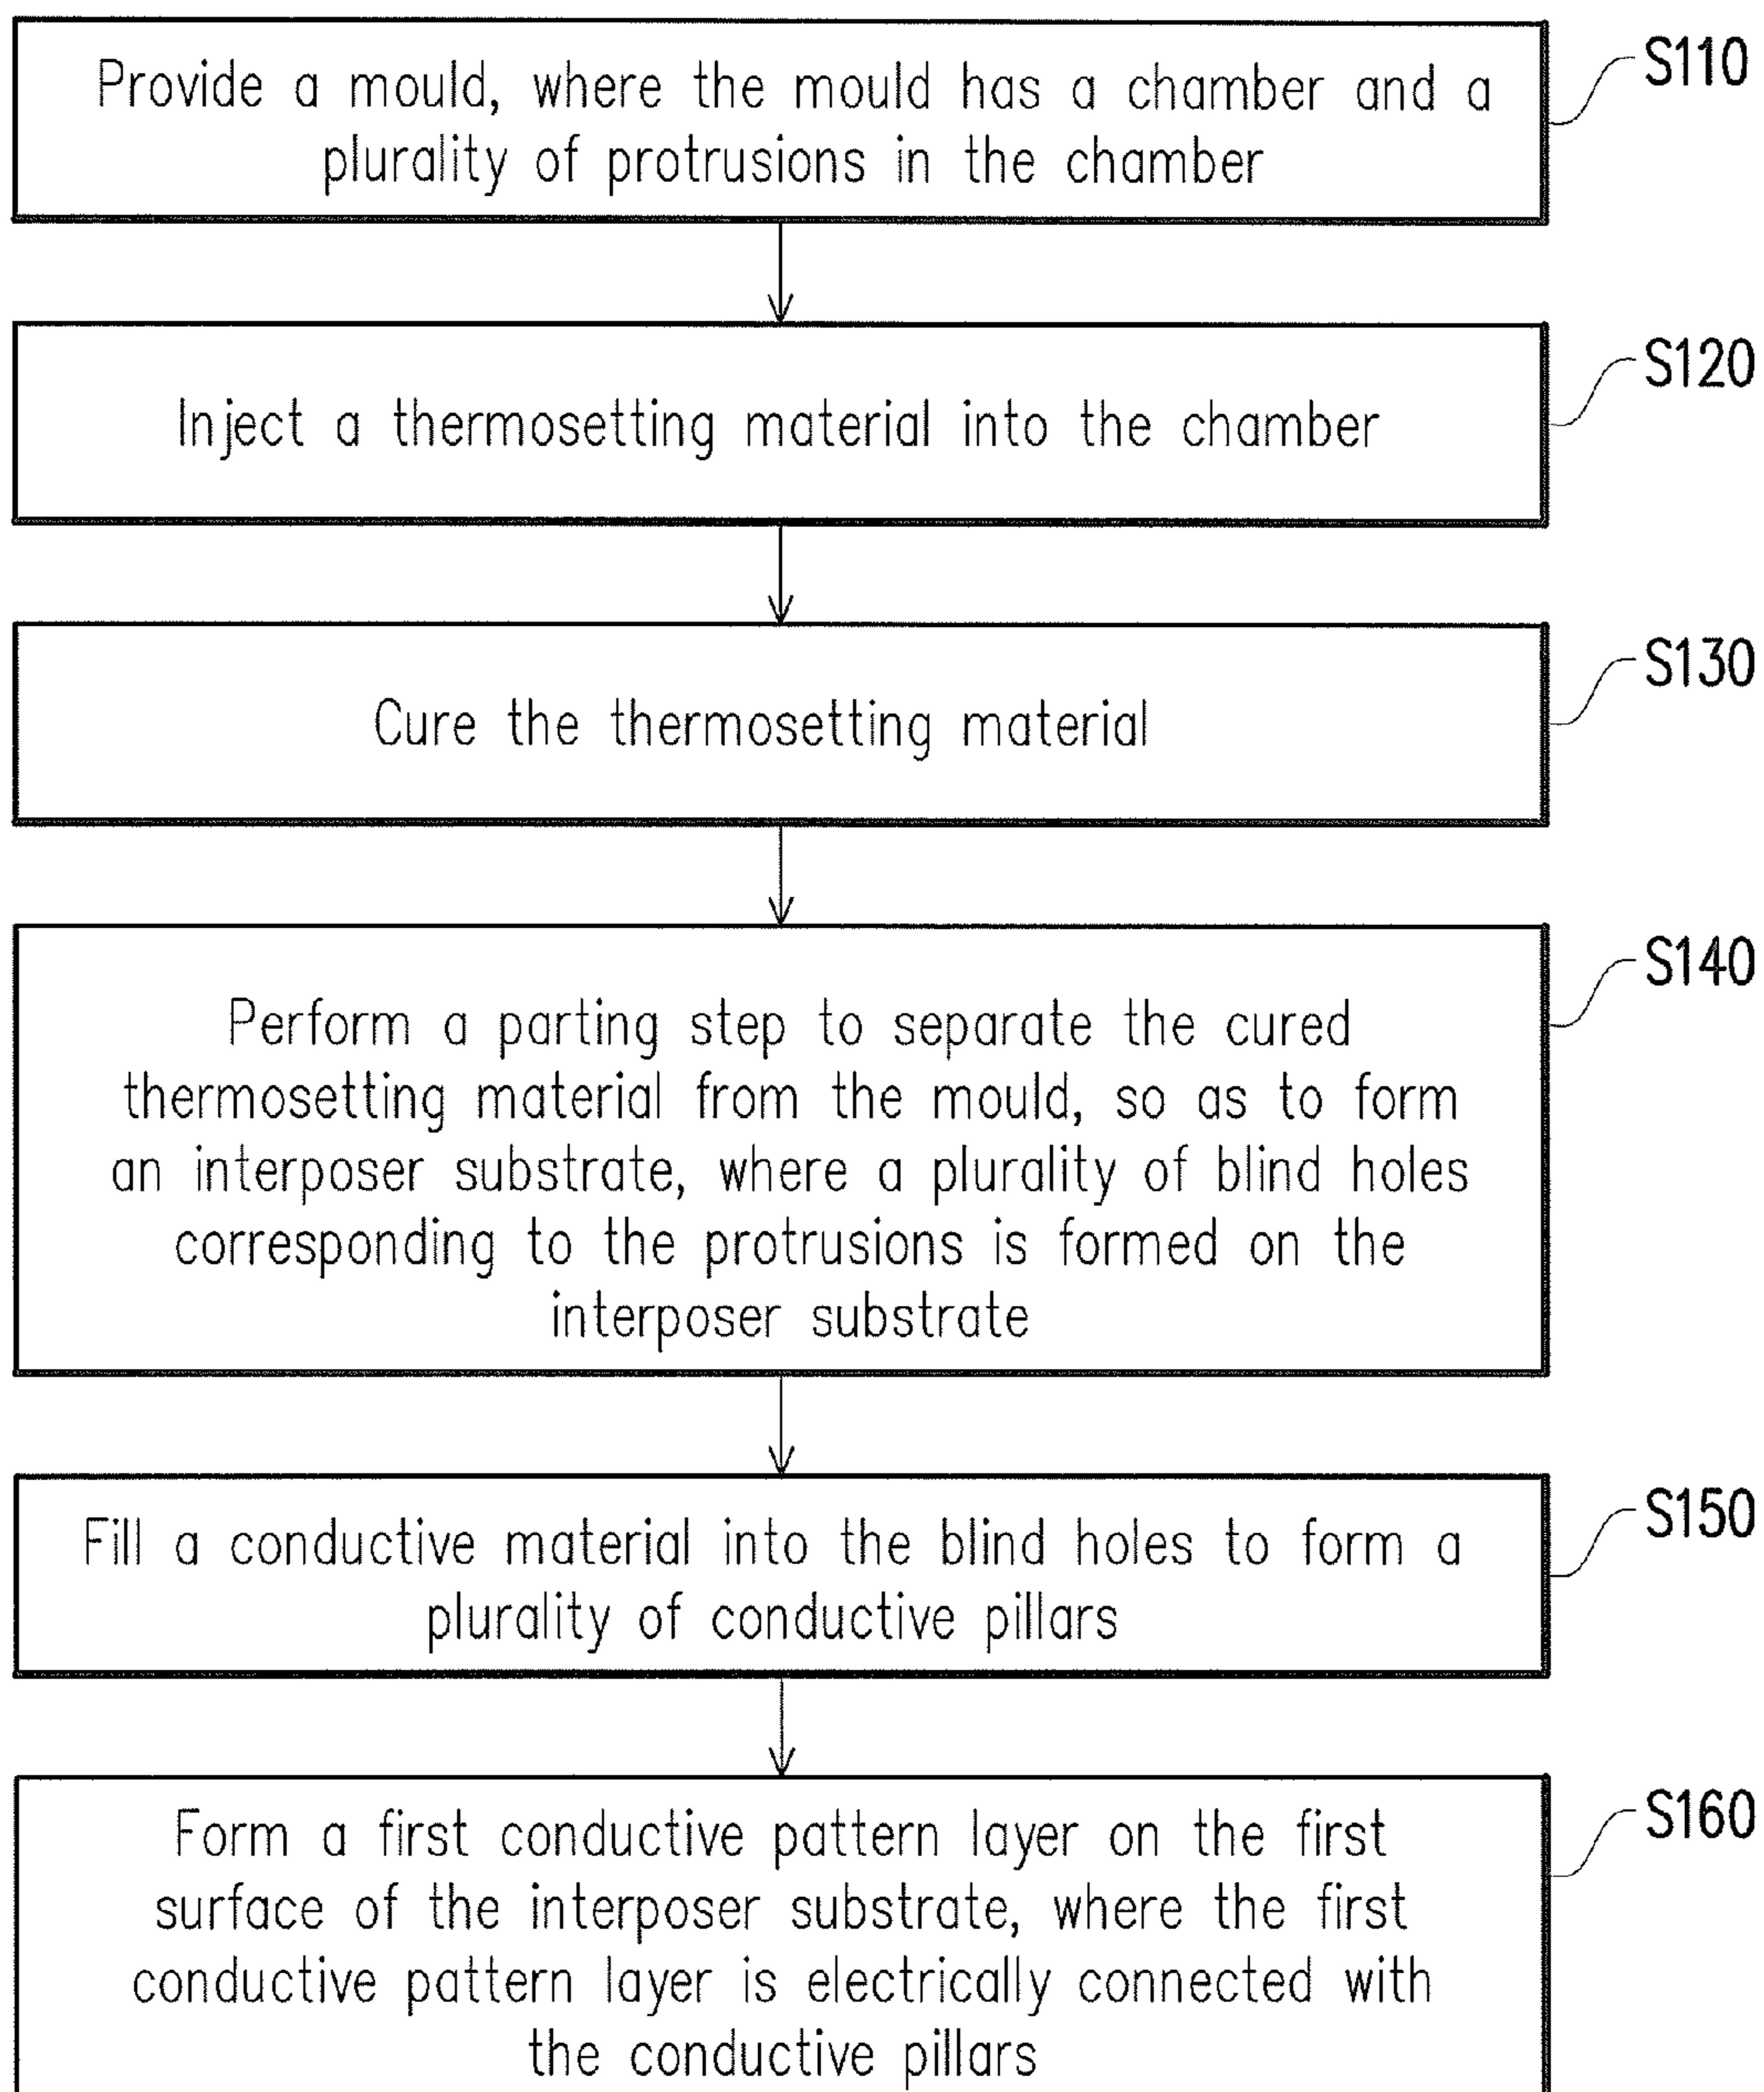 Provide a mould, where the mould has a chamber and a
plurality of protrusions in the chamber
S110
Inject a thermosetting material into the chamber
S120
Cure the thermosetting material
S130
Perform a parting step to separate the cured
thermosetting material from the mould, so as to form
an interposer substrate, where a plurality of blind holes
corresponding to the protrusions is formed on the
interposer substrate
S140
Fill a conductive material into the blind holes to form a
plurality of conductive pillars
S150
Form a first conductive pattern layer on the first
surface of the interposer substrate, where the first
conductive pattern layer is electrically connected with
the conductive pillars
S160